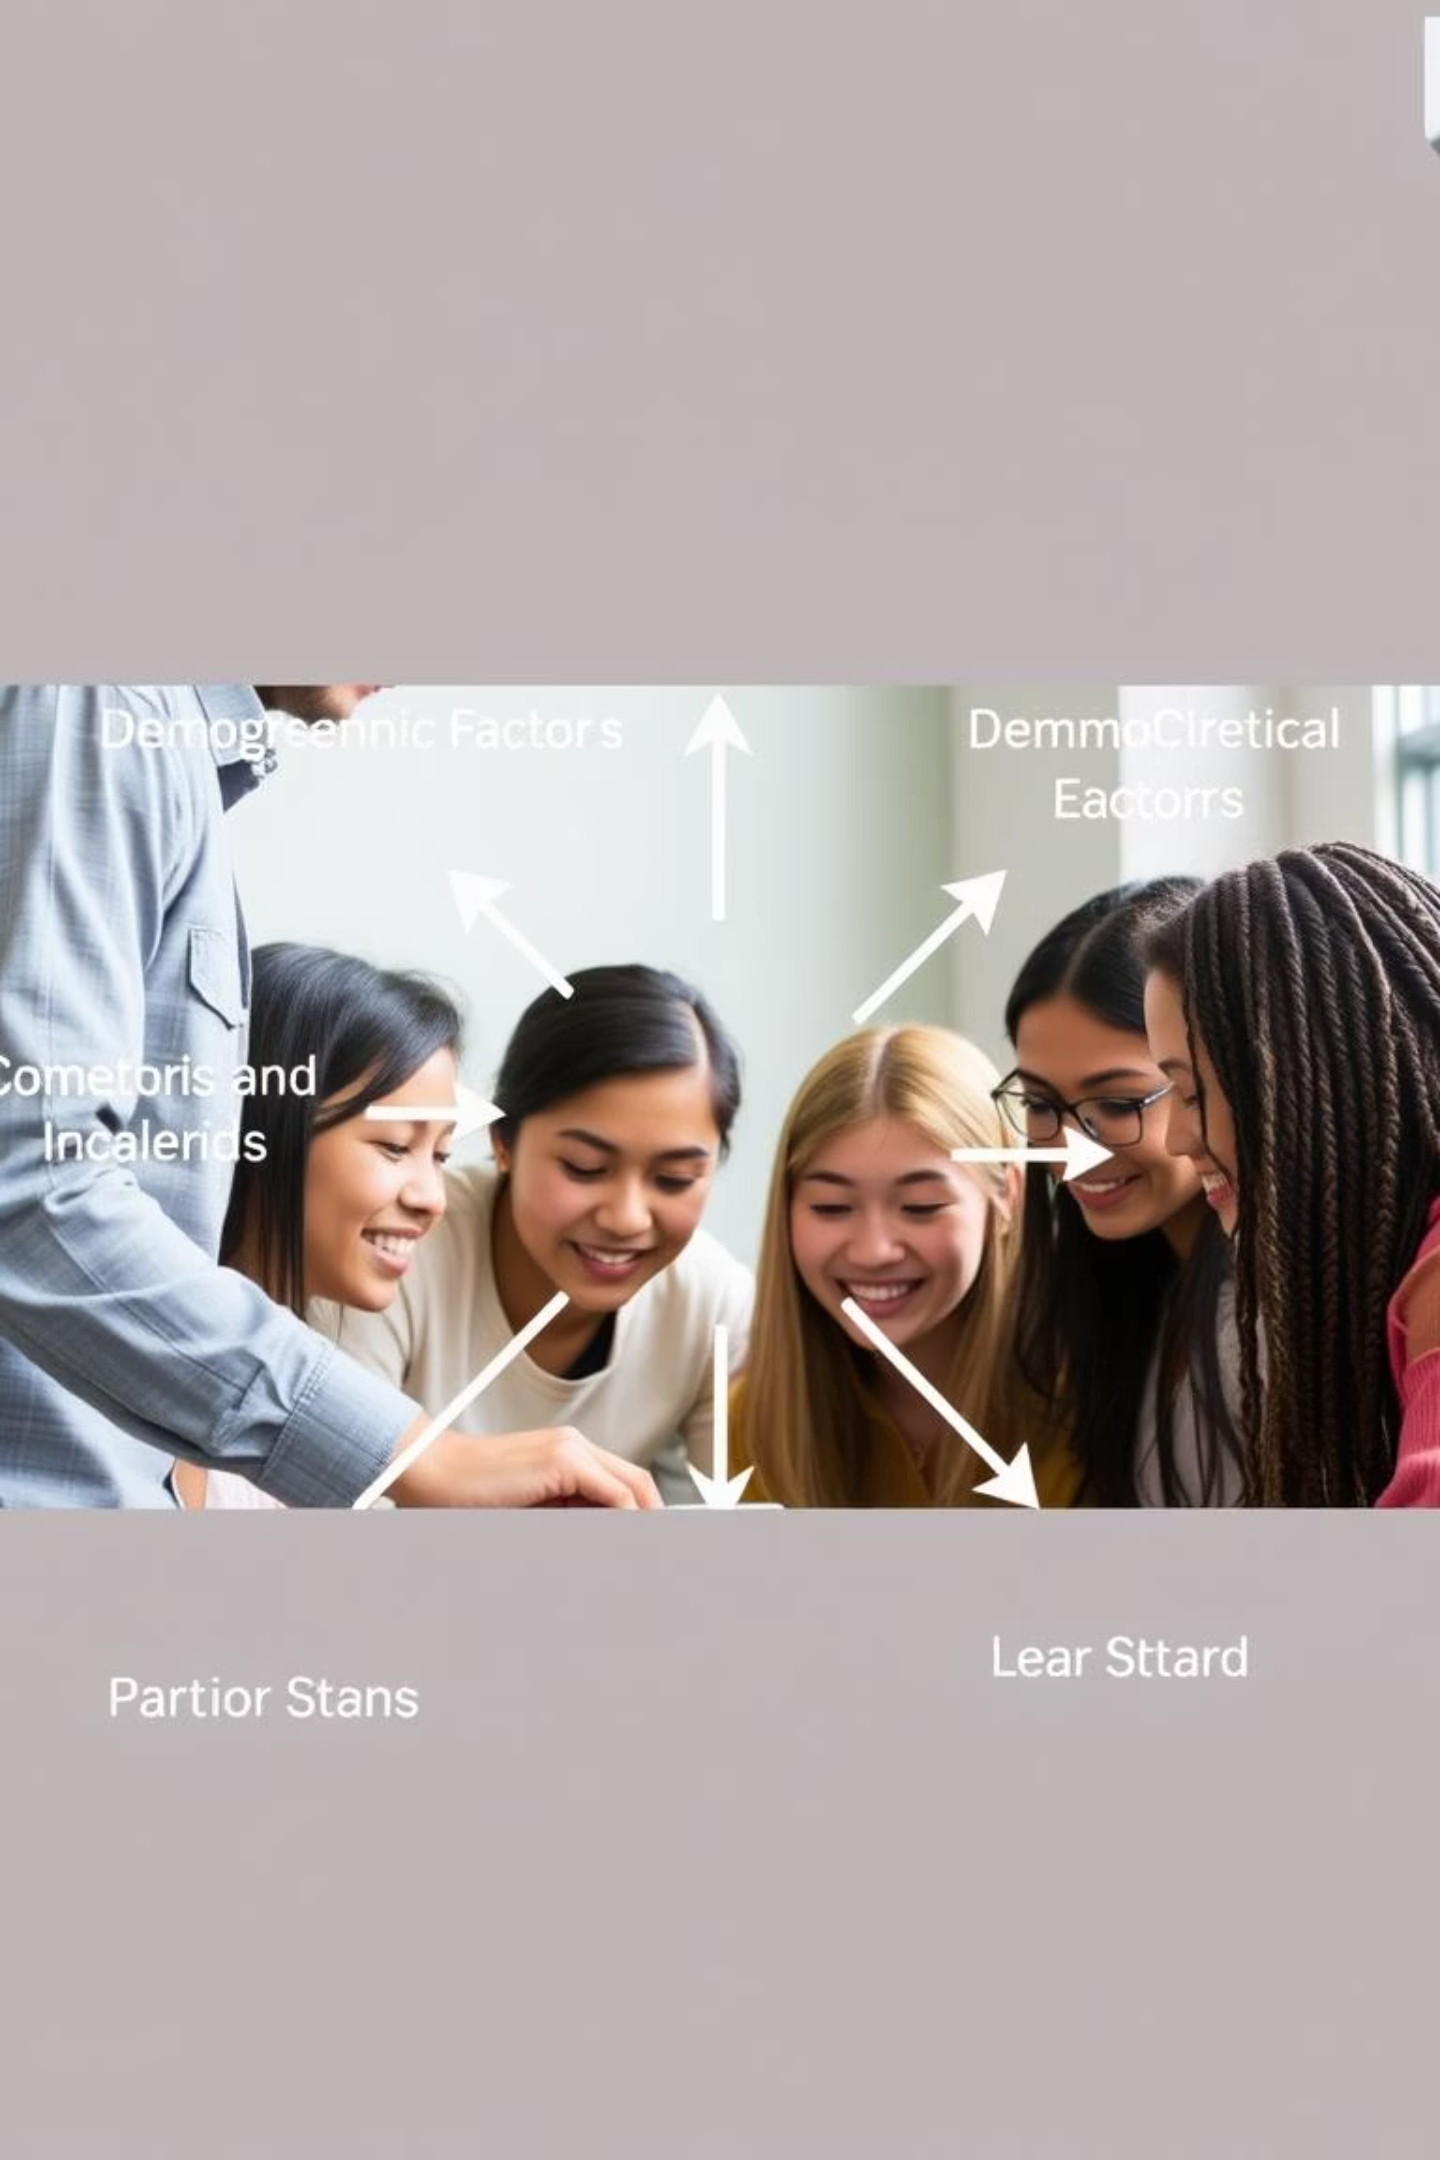 Demogreennic Factors
DemmoClretical
Eactorrs
Cometoris and
Incalerids
Lear Sttard
Partior Stans